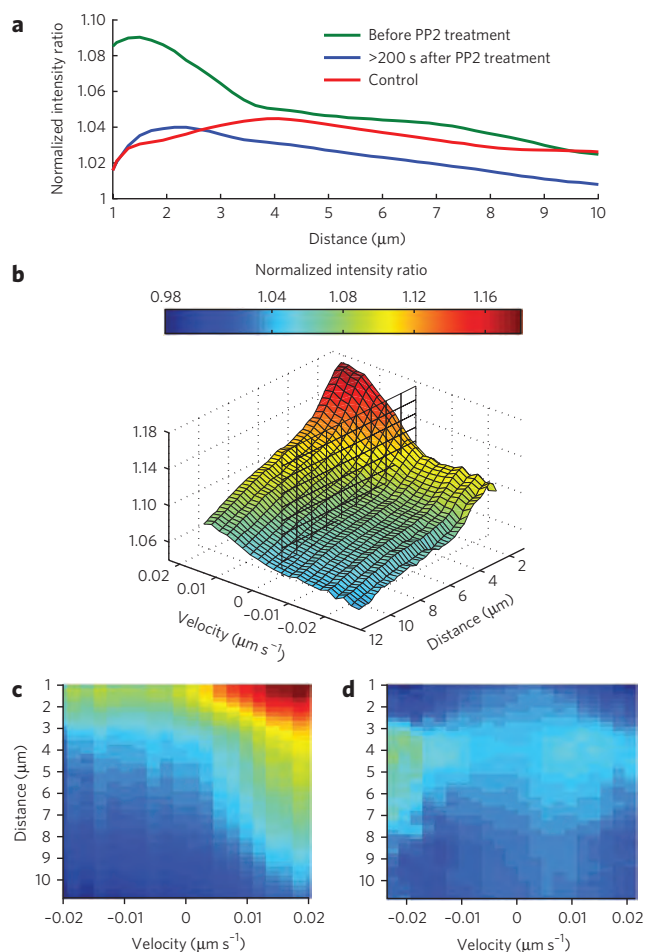 a
Normalized intensity ratio
1.10
1.08
1.06
1.04
1.02
1
Before PP2 treatment
>200 s after PP2 treatment
Control
1 2 3 4 5 6 7 8 9 10
Distance (μm)
b
Normalized intensity ratio
0.98 1.04 1.08 1.12 1.16
1.18
1.14
1.10
1.06
0.02 0.01 0 −0.01 −0.02
Velocity (μm s⁻¹)
12 10 8 6 4 2
Distance (μm)
c
Distance (μm)
1
2
3
4
5
6
7
8
9
10
−0.02 −0.01 0 0.01 0.02
Velocity (μm s⁻¹)
d
1
2
3
4
5
6
7
8
9
10
−0.02 −0.01 0 0.01 0.02
Velocity (μm s⁻¹)